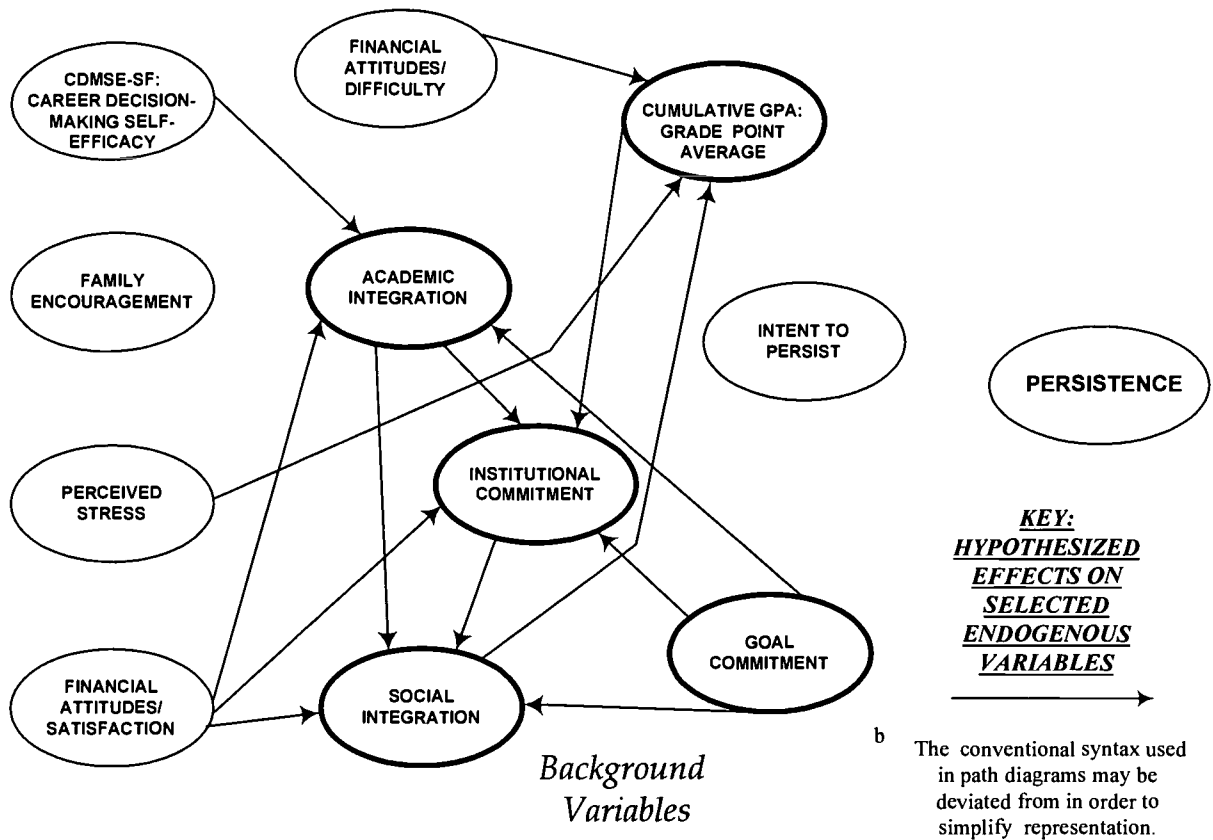 FINANCIAL
ATTITUDES/
DIFFICULTY
CDMSE-SF:
CAREER DECISION-
MAKING SELF-
EFFICACY
CUMULATIVE GPA:
GRADE POINT
AVERAGE
FAMILY
ENCOURAGEMENT
ACADEMIC
INTEGRATION
INTENT TO
PERSIST
PERSISTENCE
PERCEIVED
STRESS
INSTITUTIONAL
COMMITMENT
KEY:
HYPOTHESIZED
EFFECTS ON
SELECTED
ENDOGENOUS
VARIABLES
GOAL
COMMITMENT
FINANCIAL
ATTITUDES/
SATISFACTION
SOCIAL
INTEGRATION
Background
Variables
b
The conventional syntax used
in path diagrams may be
deviated from in order to
simplify representation.